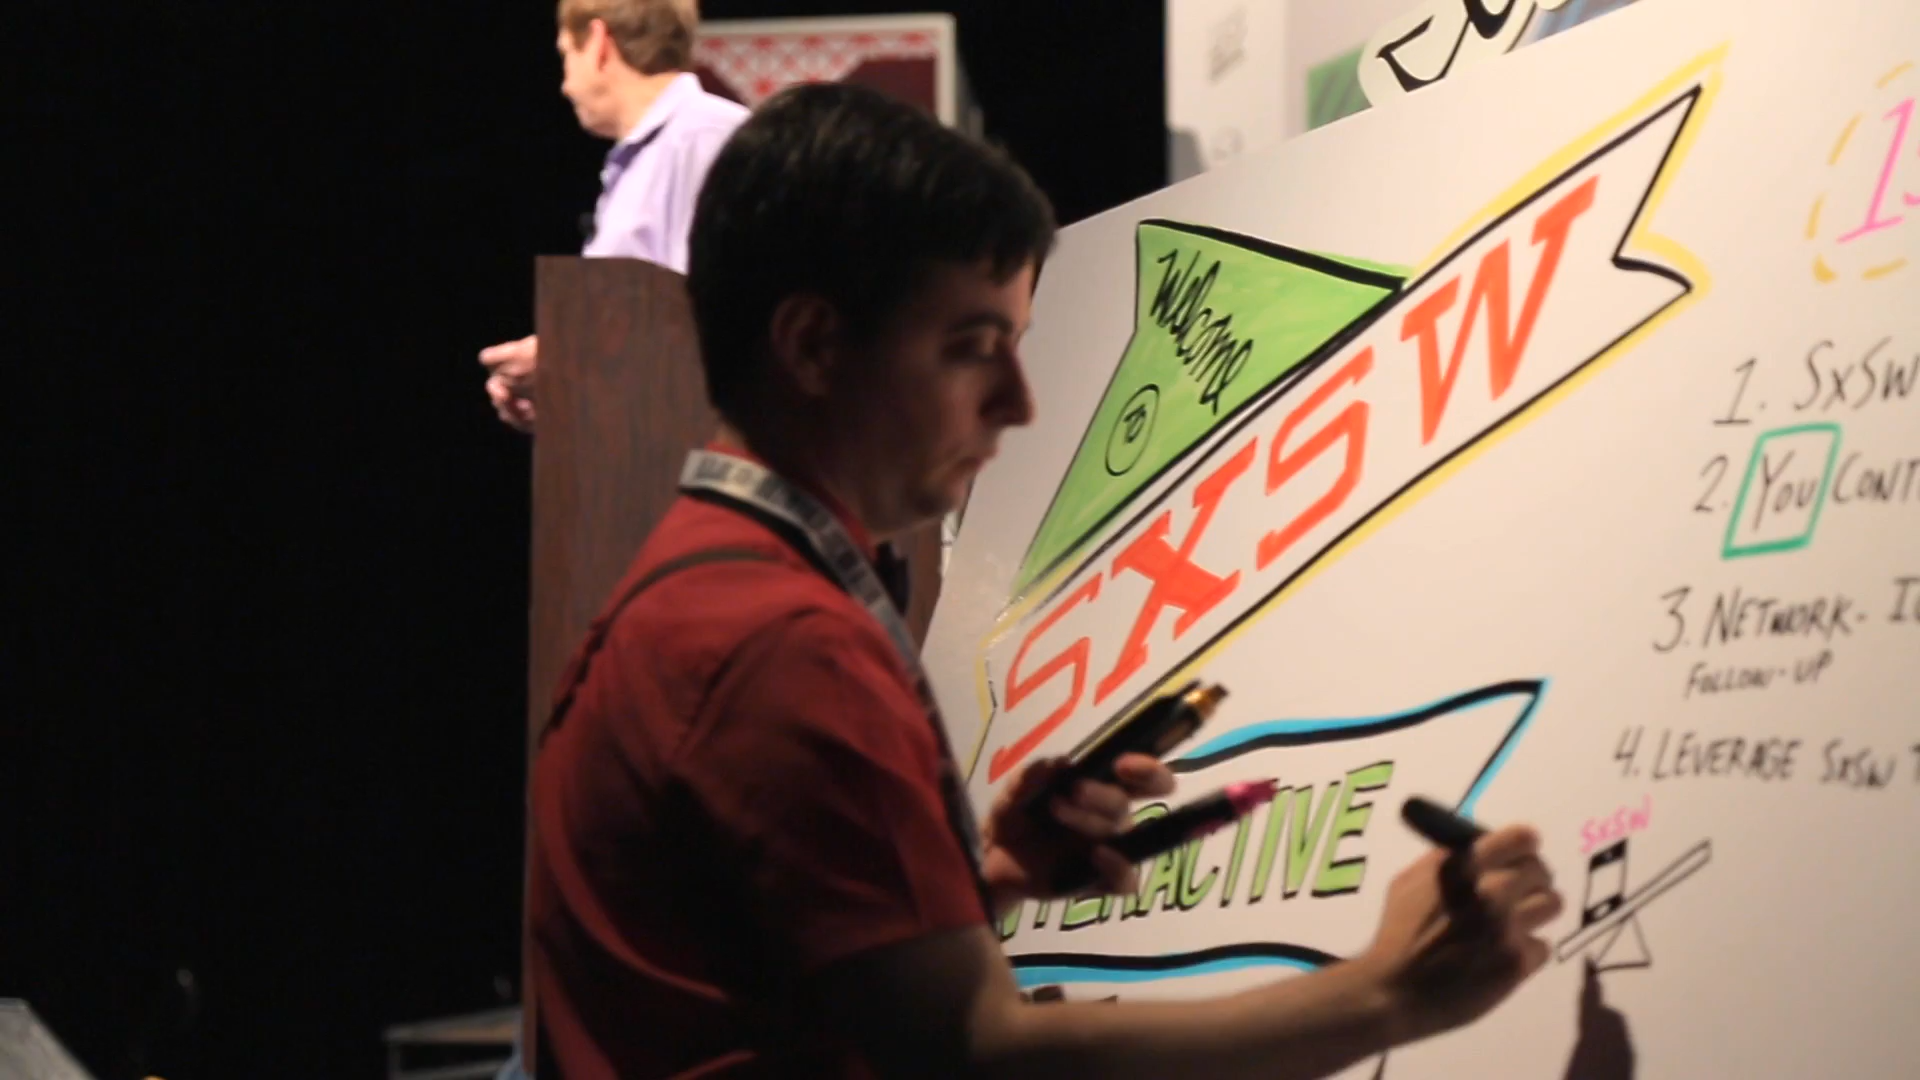 Welcome
TO
SXSW
INTERACTIVE
1. SXSW
2. You CONT
3. NETWORK-
FOLLOW-UP
4. LEVERAGE SXSW
SXSW